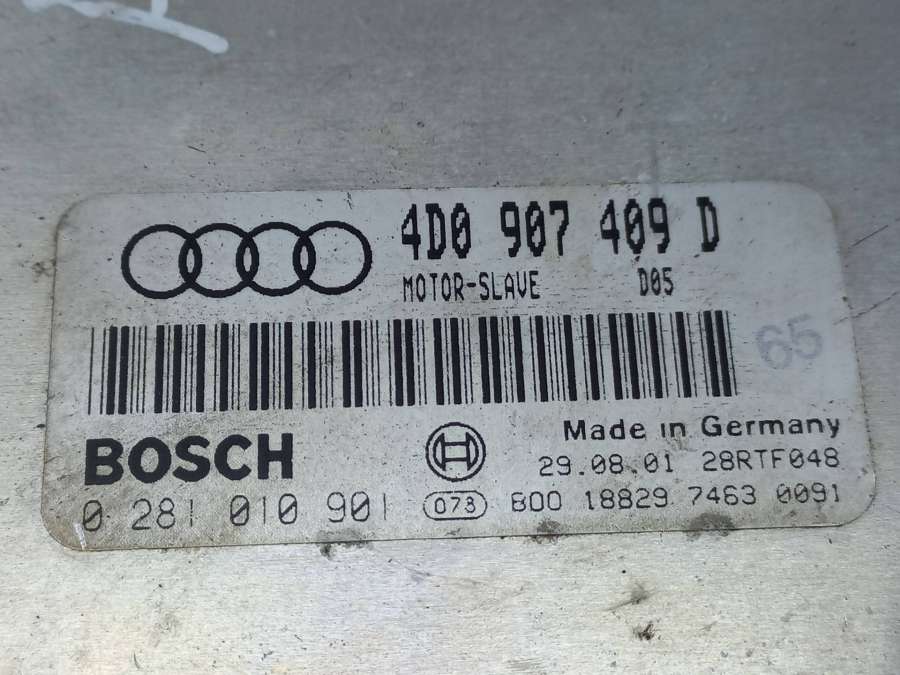 4D0 907 409 D
MOTOR-SLAVE D05
65
BOSCH
Made in Germany
29.08.01 28RTF048
0 281 010 901 073 800 18829 7463 0091